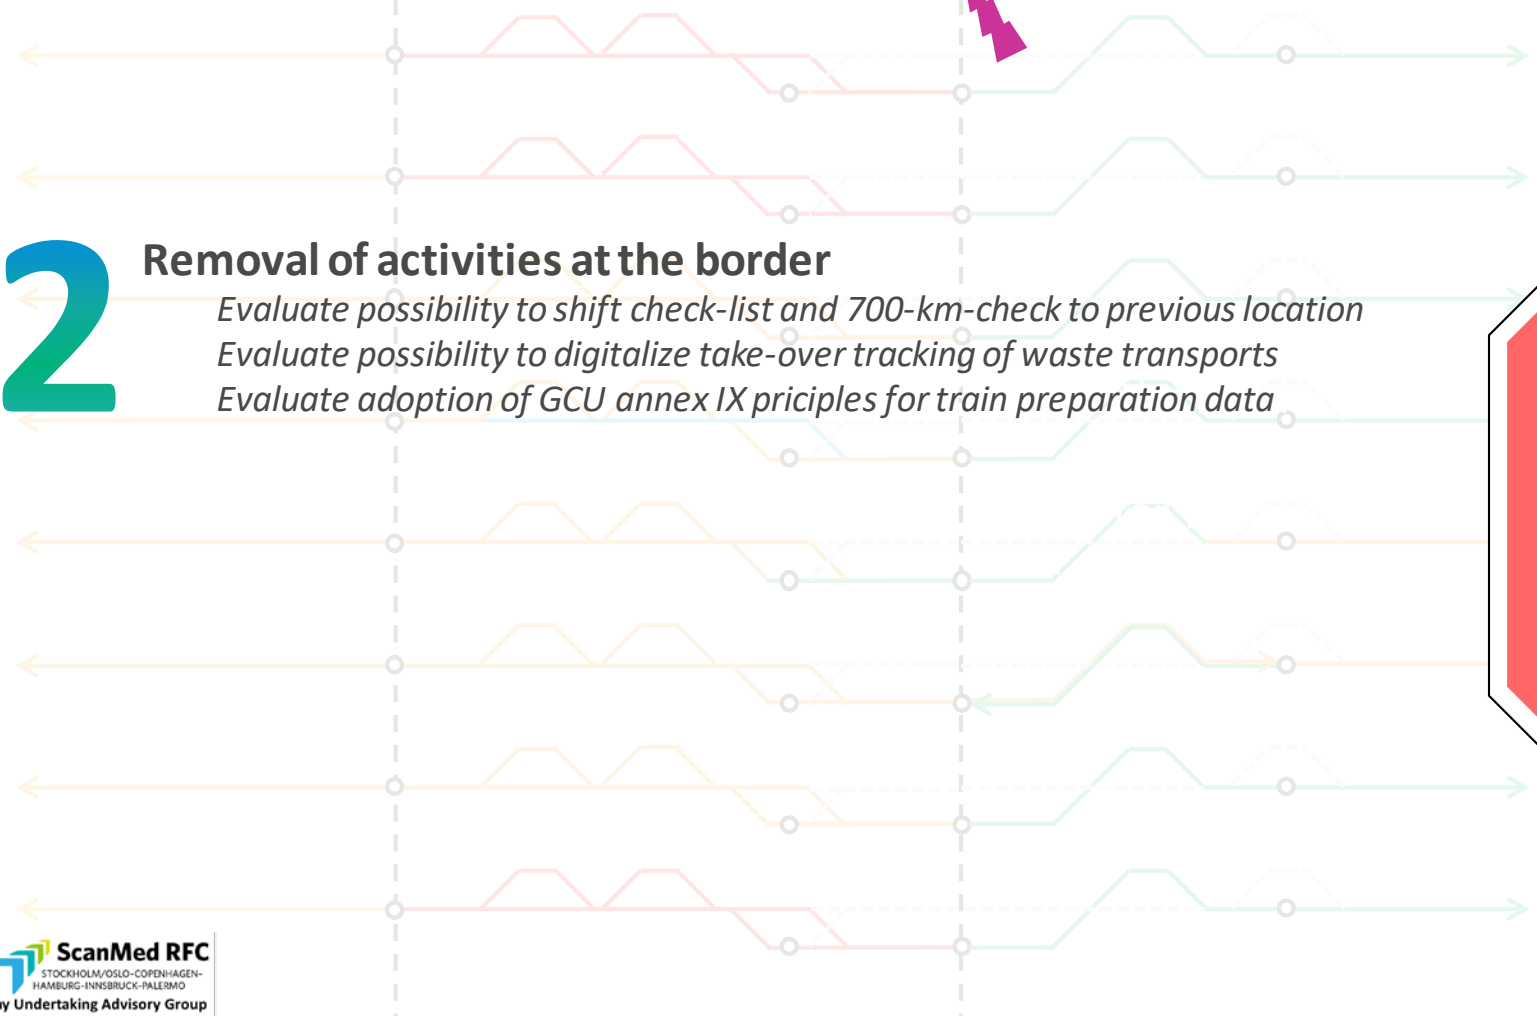 2
Removal of activities at the border
Evaluate possibility to shift check-list and 700-km-check to previous location
Evaluate possibility to digitalize take-over tracking of waste transports
Evaluate adoption of GCU annex IX priciples for train preparation data
ScanMed RFC
STOCKHOLM/OSLO-COPENHAGEN-
HAMBURG-INNSBRUCK-PALERMO
Undertaking Advisory Group